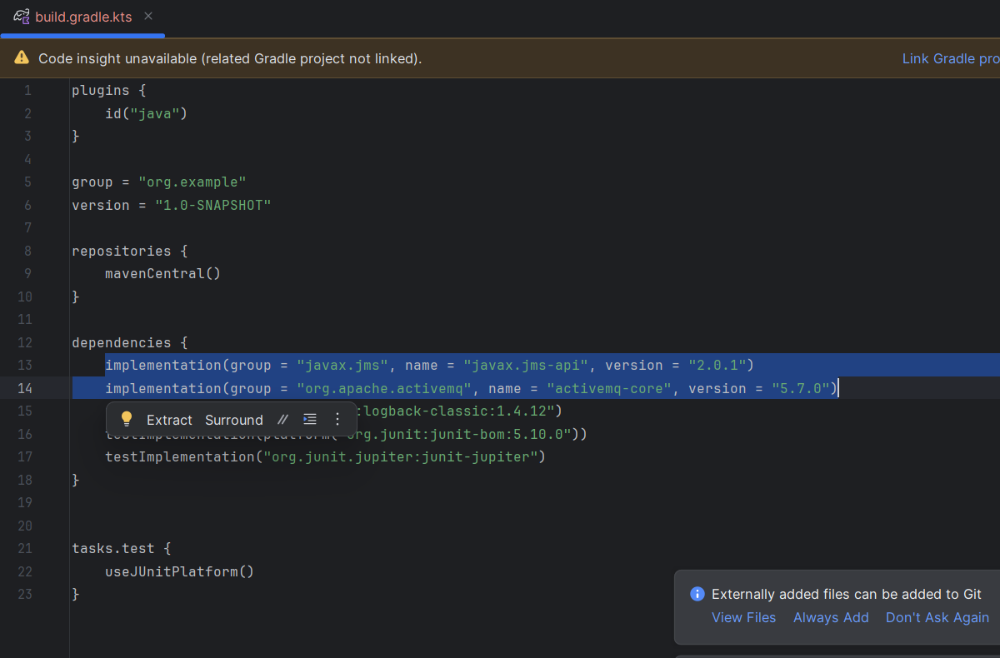 build.gradle.kts
Code insight unavailable (related Gradle project not linked).
Link Gradle pro
1 plugins {
2 id("java")
3 }
4
5 group = "org.example"
6 version = "1.0-SNAPSHOT"
7
8 repositories {
9 mavenCentral()
10 }
11
12 dependencies {
13 implementation(group = "javax.jms", name = "javax.jms-api", version = "2.0.1")
14 implementation(group = "org.apache.activemq", name = "activemq-core", version = "5.7.0")
15 :logback-classic:1.4.12")
Extract Surround
16 testImplementation(platform("org.junit:junit-bom:5.10.0"))
17 testImplementation("org.junit.jupiter:junit-jupiter")
18 }
19
20
21 tasks.test {
22 useJUnitPlatform()
23 }
Externally added files can be added to Git
View Files Always Add Don't Ask Again